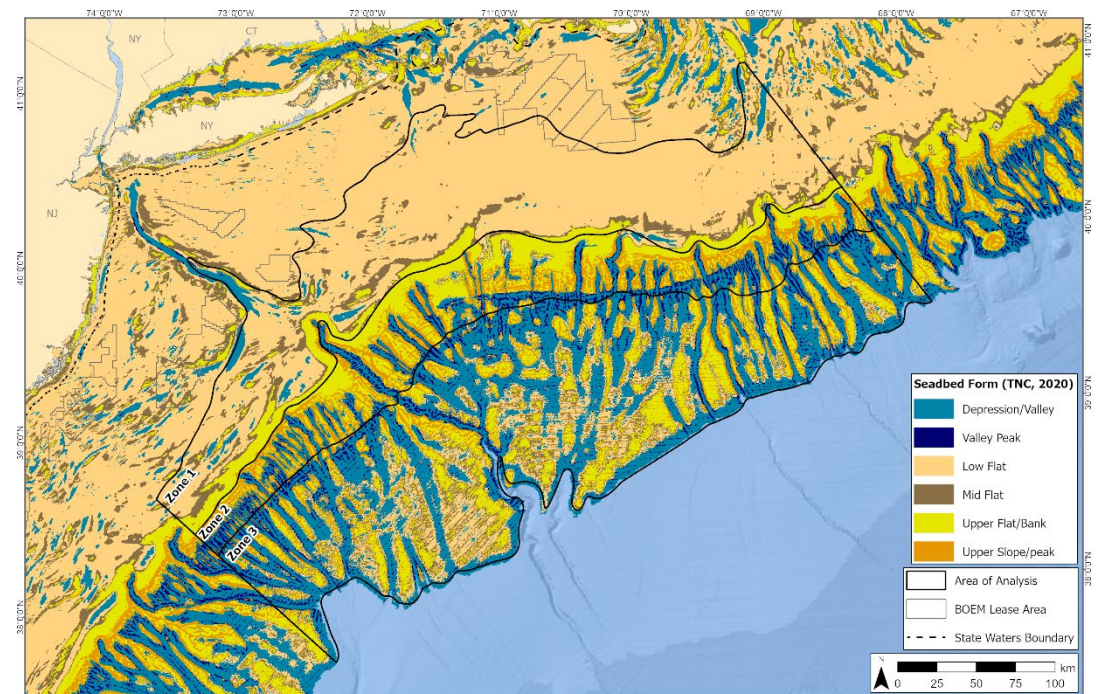 74°0'0"W 73°0'0"W 72°0'0"W 71°0'0"W 70°0'0"W 69°0'0"W 68°0'0"W 67°0'0"W
NY CT
41°0'0"N
41°0'0"N
NY
NJ
40°0'0"N
40°0'0"N
39°0'0"N
39°0'0"N
Zone 1
Zone 2
Zone 3
38°0'0"N
38°0'0"N
Seabed Form (TNC, 2020)
Depression/Valley
Valley Peak
Low Flat
Mid Flat
Upper Flat/Bank
Upper Slope/peak
Area of Analysis
BOEM Lease Area
State Waters Boundary
N
km
0 25 50 75 100